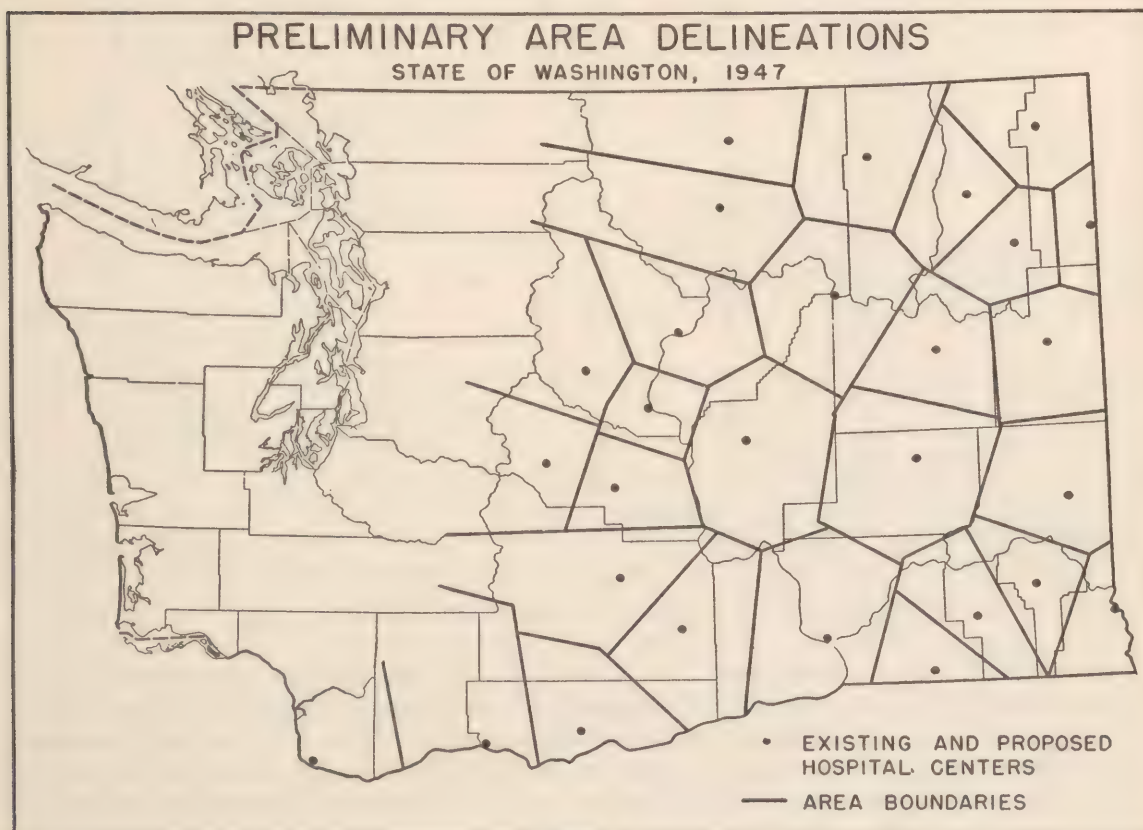 PRELIMINARY AREA DELINEATIONS
STATE OF WASHINGTON, 1947
EXISTING AND PROPOSED
HOSPITAL CENTERS
AREA BOUNDARIES